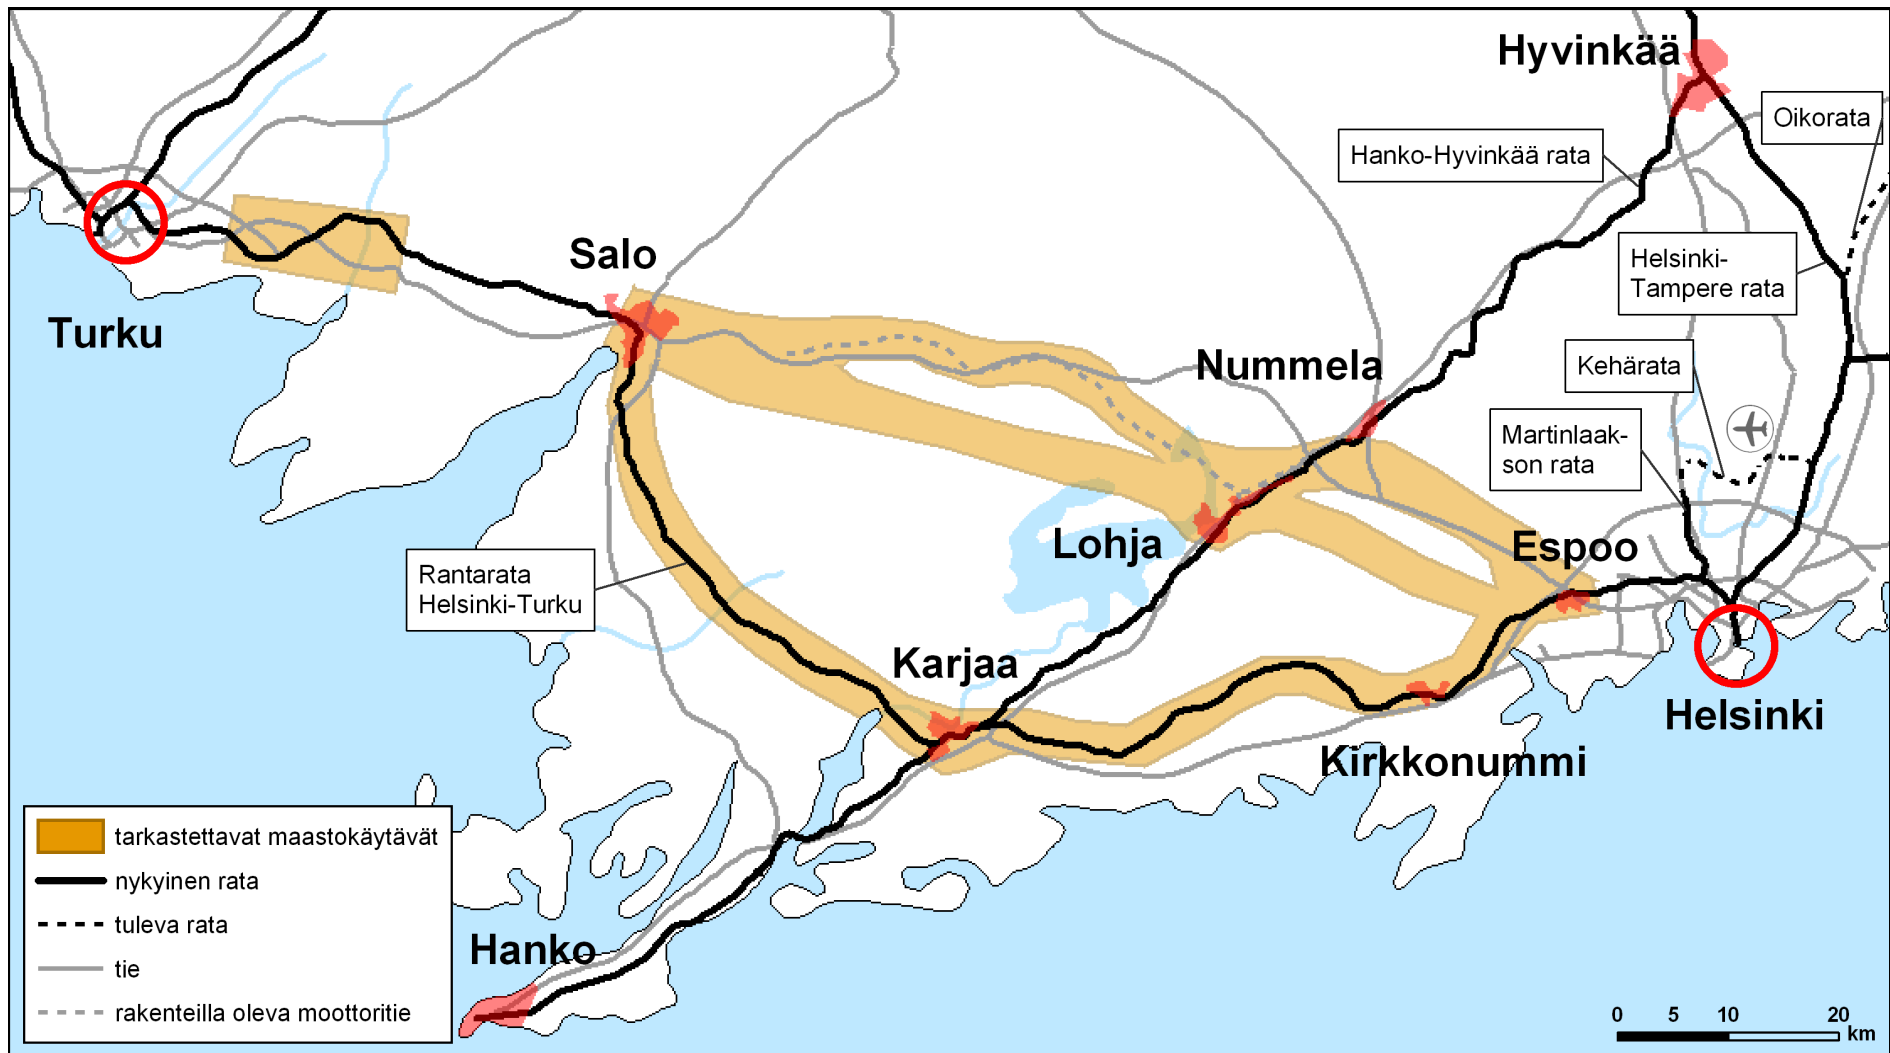 Hyvinkää
Oikorata
Hanko-Hyvinkää rata
Salo
Helsinki-
Tampere rata
Turku
Nummela
Kehärata
Martinlaak-
son rata
Lohja
Espoo
Rantarata
Helsinki-Turku
Karjaa
Helsinki
Kirkkonummi
tarkastettavat maastokäytävät
nykyinen rata
tuleva rata
tie
rakenteilla oleva moottoritie
Hanko
0 5 10 20
km